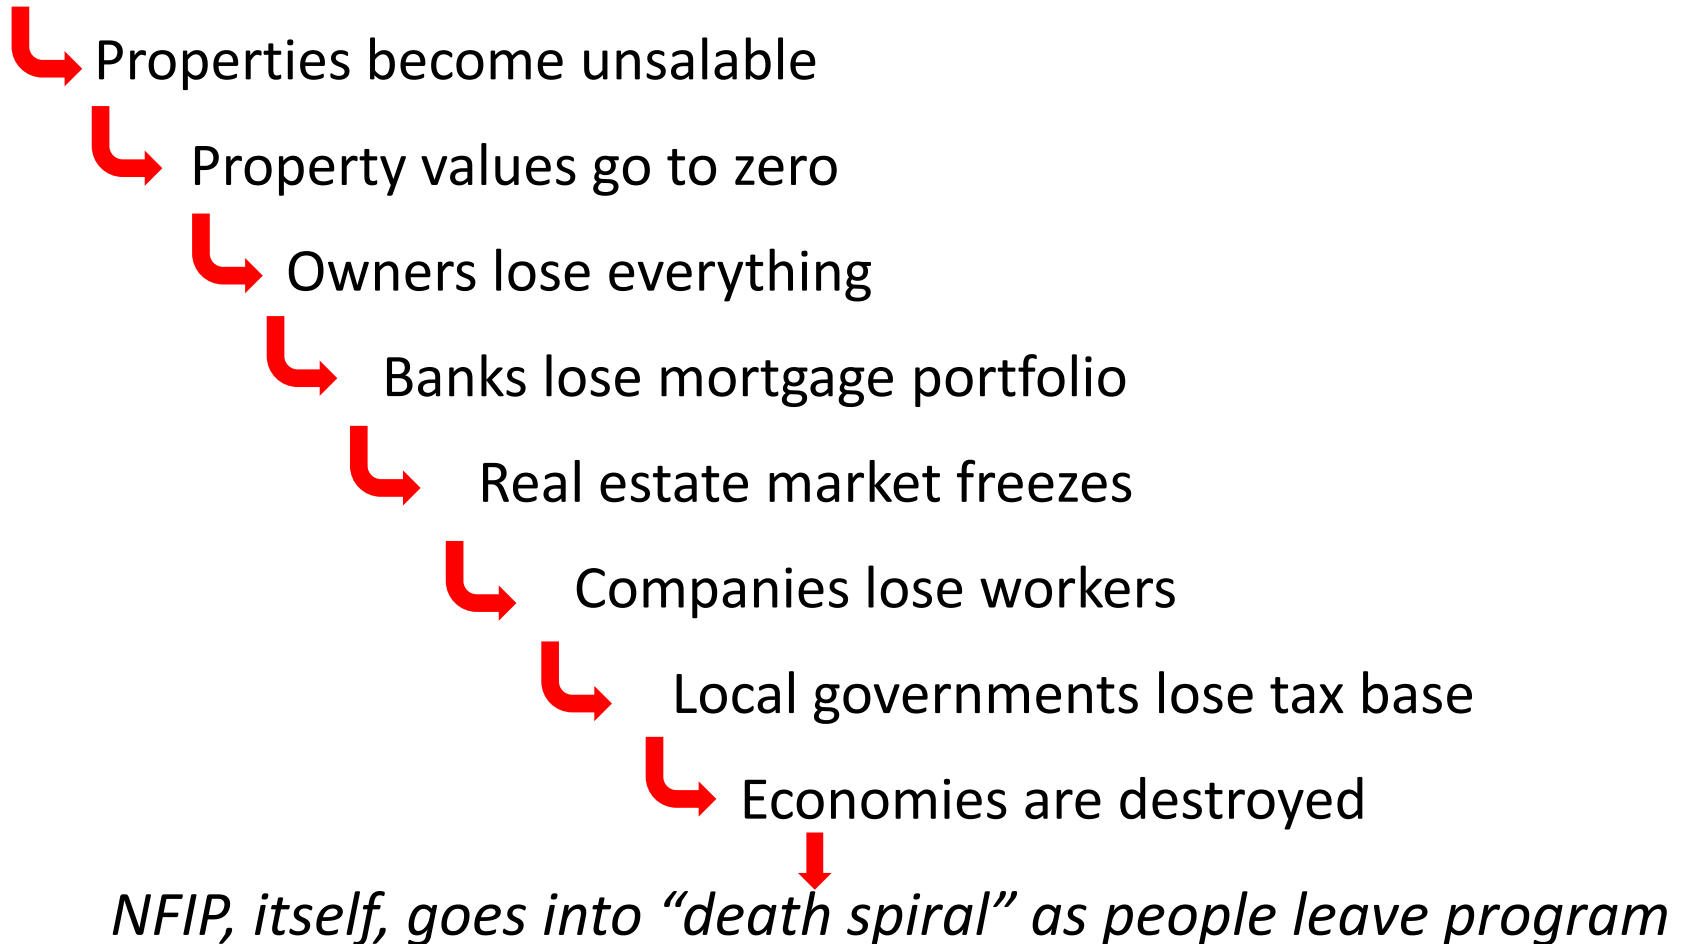 Properties become unsalable
Property values go to zero
Owners lose everything
Banks lose mortgage portfolio
Real estate market freezes
Companies lose workers
Local governments lose tax base
Economies are destroyed
NFIP, itself, goes into “death spiral” as people leave program